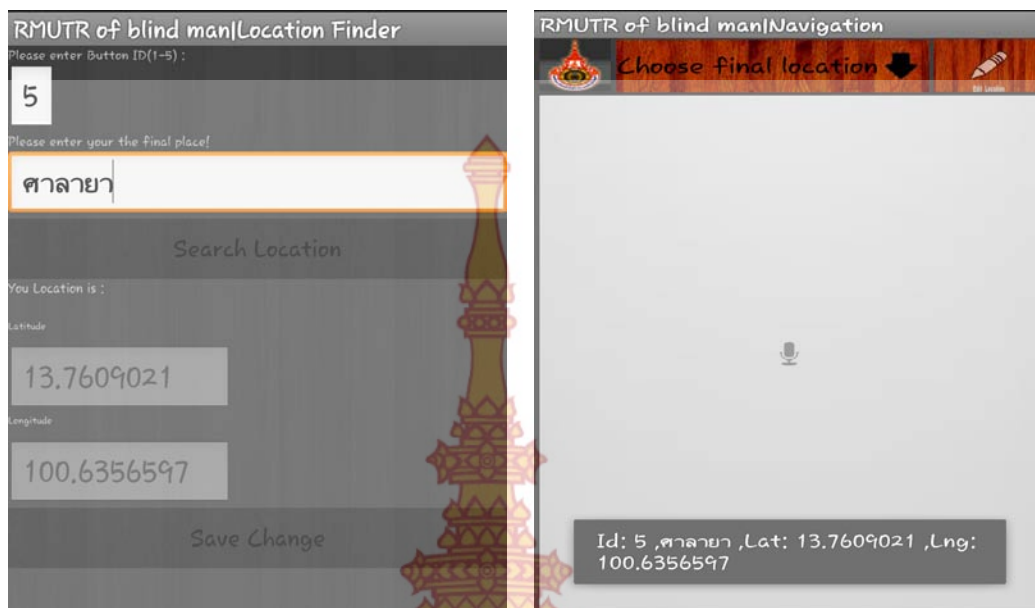 RMUTR of blind man|Location Finder
Please enter Button ID(1-5) :
5
Please enter your the final place!
ศาลายา
Search Location
You Location is :
Latitude
13.7609021
Longitude
100.6356597
Save Change
RMUTR of blind man|Navigation
Choose final location
Edit Location
Id: 5 ,ศาลายา ,Lat: 13.7609021 ,Lng:
100.6356597